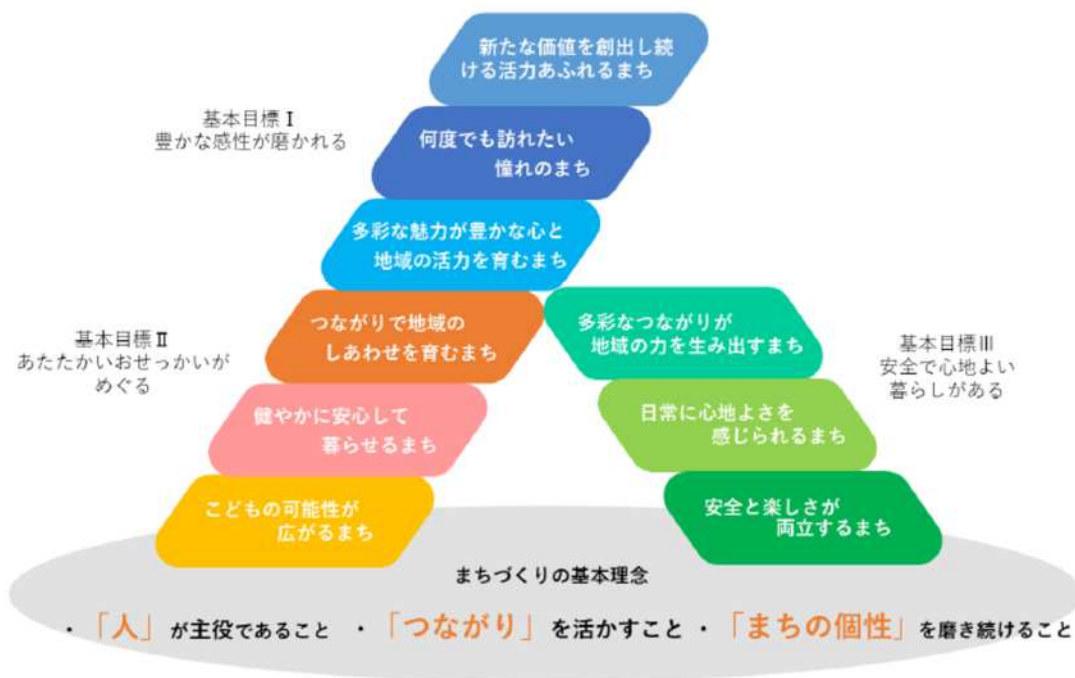 新たな価値を創出し続
ける活力あふれるまち
基本目標Ⅰ
豊かな感性が磨かれる
何度でも訪れたい
憧れのまち
多彩な魅力が豊かな心と
地域の活力を育むまち
基本目標Ⅱ
あたたかいおせっかいが
めぐる
つながりで地域の
しあわせを育むまち
健やかに安心して
暮らせるまち
こどもの可能性が
広がるまち
多彩なつながりが
地域の力を生み出すまち
基本目標Ⅲ
安全で心地よい
暮らしがある
日常に心地よさを
感じられるまち
安全と楽しさが
両立するまち
まちづくりの基本理念
・「人」が主役であること ・「つながり」を活かすこと ・「まちの個性」を磨き続けること